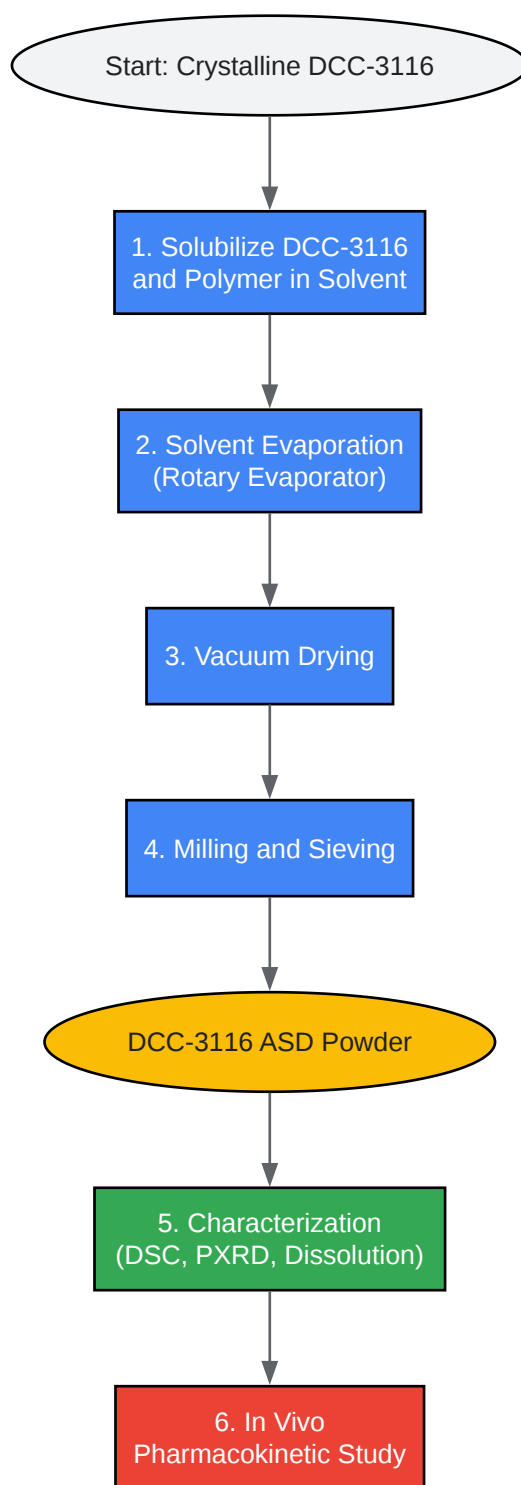 Start: Crystalline DCC-3116
1. Solubilize DCC-3116
and Polymer in Solvent
2. Solvent Evaporation
(Rotary Evaporator)
3. Vacuum Drying
4. Milling and Sieving
DCC-3116 ASD Powder
5. Characterization
(DSC, PXRD, Dissolution)
6. In Vivo
Pharmacokinetic Study